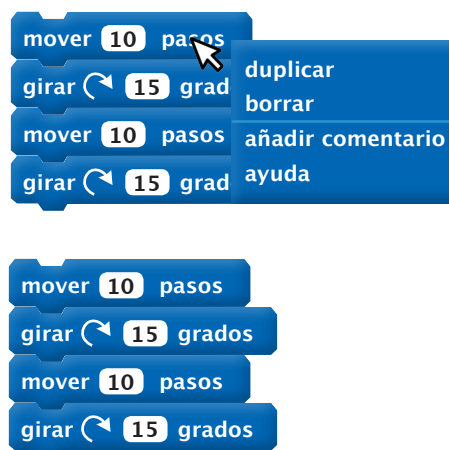 mover 10 pasos
girar 15 grad
mover 10 pasos
girar 15 grad
duplicar
borrar
añadir comentario
ayuda
mover 10 pasos
girar 15 grados
mover 10 pasos
girar 15 grados